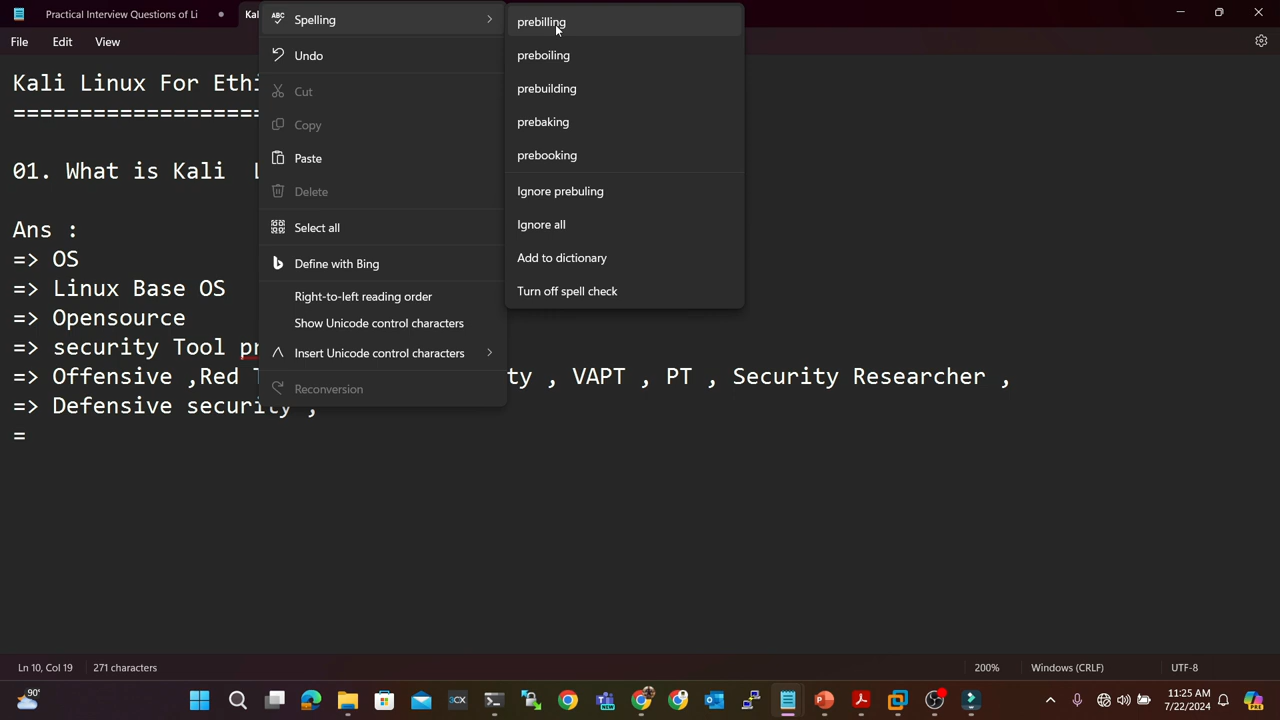 Practical Interview Questions of Li
Kal
File
Edit
View
Kali Linux For Ethi
===================
01. What is Kali L
Ans :
=> OS
=> Linux Base OS
=> Opensource
=> security Tool pr
=> Offensive ,Red T ty , VAPT , PT , Security Researcher ,
=> Defensive security ,
=
ABC Spelling
Undo
Cut
Copy
Paste
Delete
Select all
Define with Bing
Right-to-left reading order
Show Unicode control characters
Insert Unicode control characters
Reconversion
prebilling
preboiling
prebuilding
prebaking
prebooking
Ignore prebuling
Ignore all
Add to dictionary
Turn off spell check
Ln 10, Col 19
271 characters
200%
Windows (CRLF)
UTF-8
90°
3CX
NEW
11:25 AM
7/22/2024
PRE